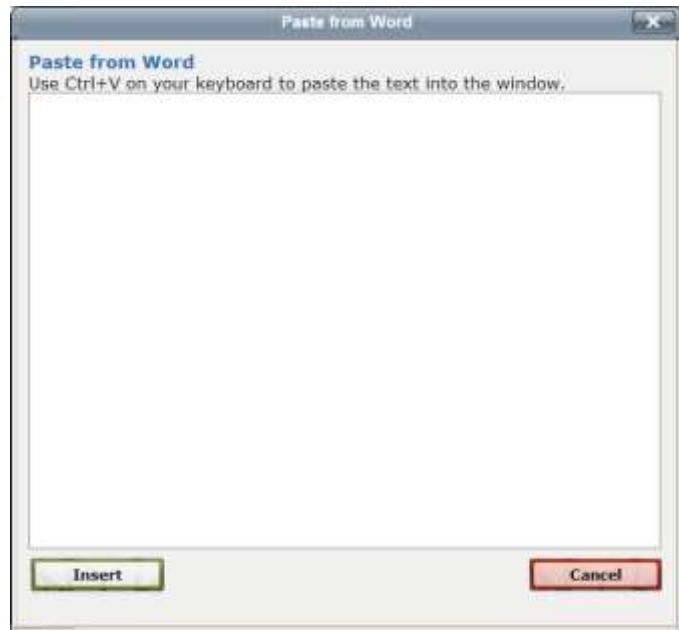 Paste from Word
Paste from Word
Use Ctrl+V on your keyboard to paste the text into the window.
Insert
Cancel